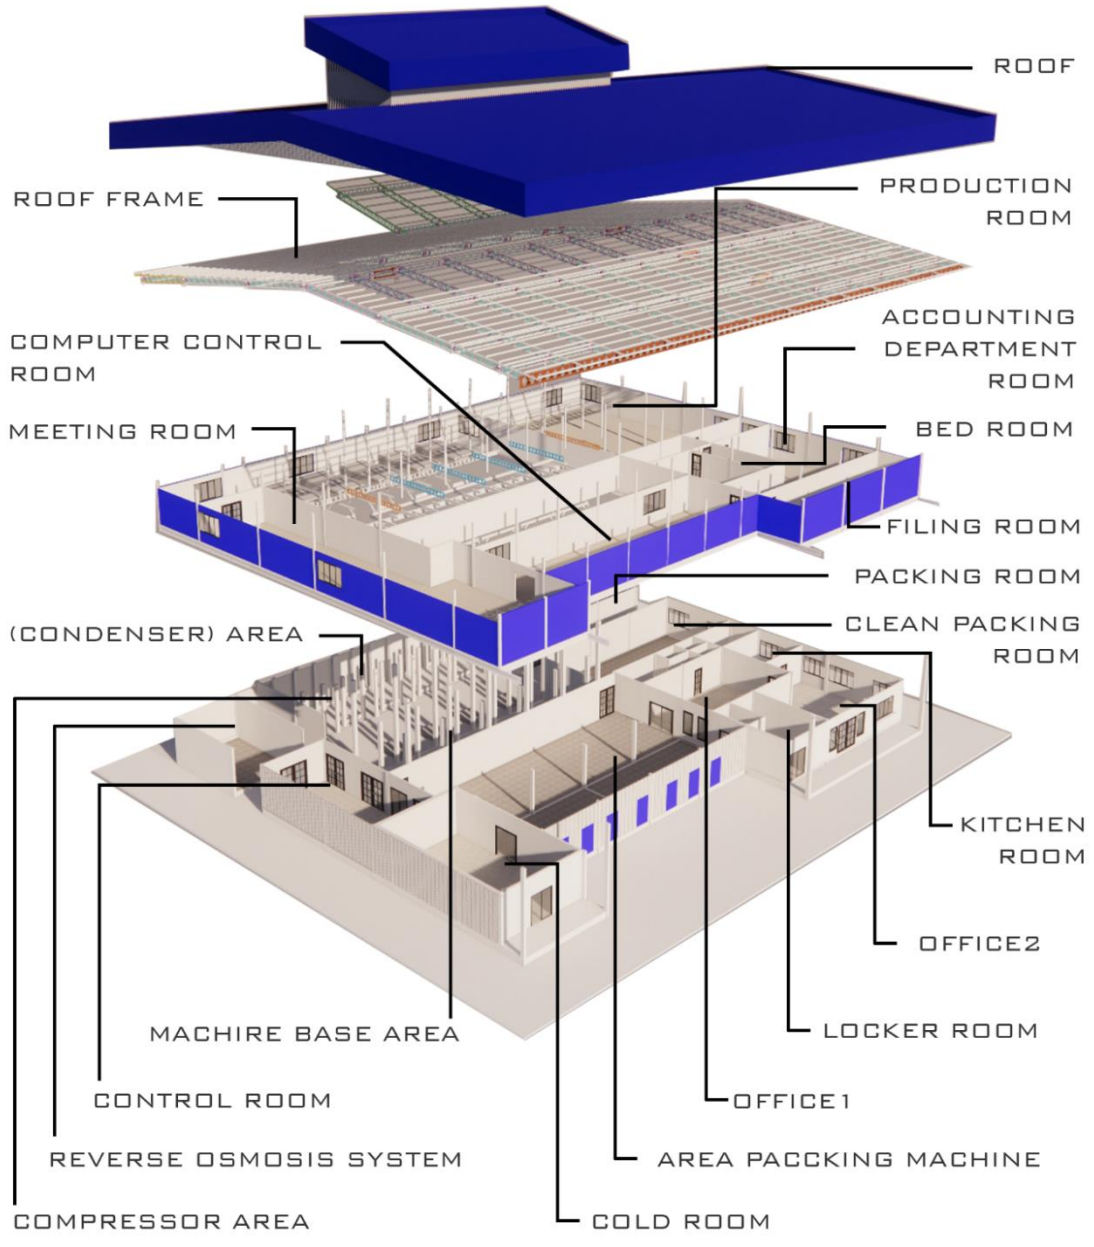 ROOF
PRODUCTION
ROOM
ROOF FRAME
ACCOUNTING
DEPARTMENT
ROOM
COMPUTER CONTROL
ROOM
MEETING ROOM
BED ROOM
FILING ROOM
PACKING ROOM
(CONDENSER) AREA
CLEAN PACKING
ROOM
KITCHEN
ROOM
OFFICE2
MACHIRE BASE AREA
LOCKER ROOM
CONTROL ROOM
OFFICE1
REVERSE OSMOSIS SYSTEM
AREA PACCKING MACHINE
COMPRESSOR AREA
COLD ROOM